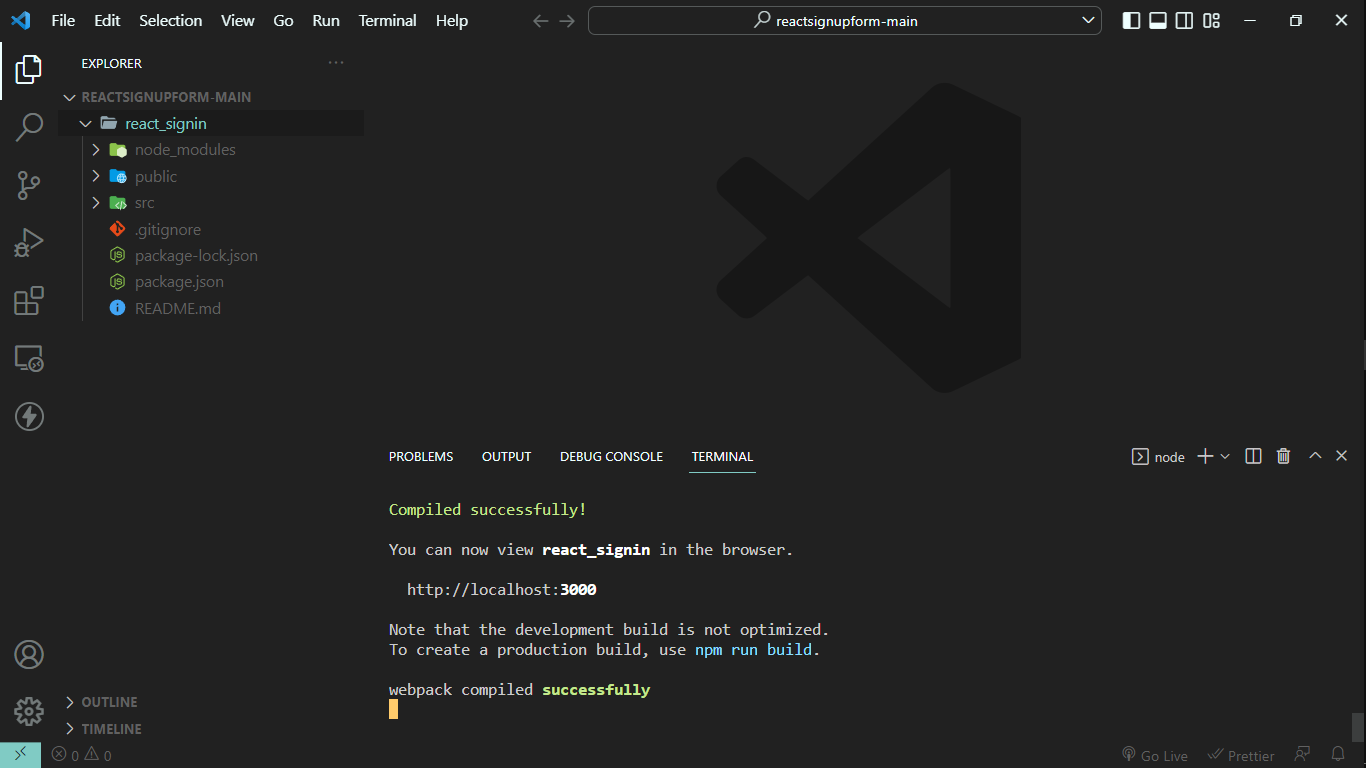 File Edit Selection View Go Run Terminal Help
reactsignupform-main
EXPLORER
REACTSIGNUPFORM-MAIN
react_signin
node_modules
public
src
.gitignore
package-lock.json
package.json
README.md
OUTLINE
TIMELINE
PROBLEMS OUTPUT DEBUG CONSOLE TERMINAL
node
Compiled successfully!
You can now view react_signin in the browser.
http://localhost:3000
Note that the development build is not optimized.
To create a production build, use npm run build.
webpack compiled successfully
0 0
Go Live Prettier